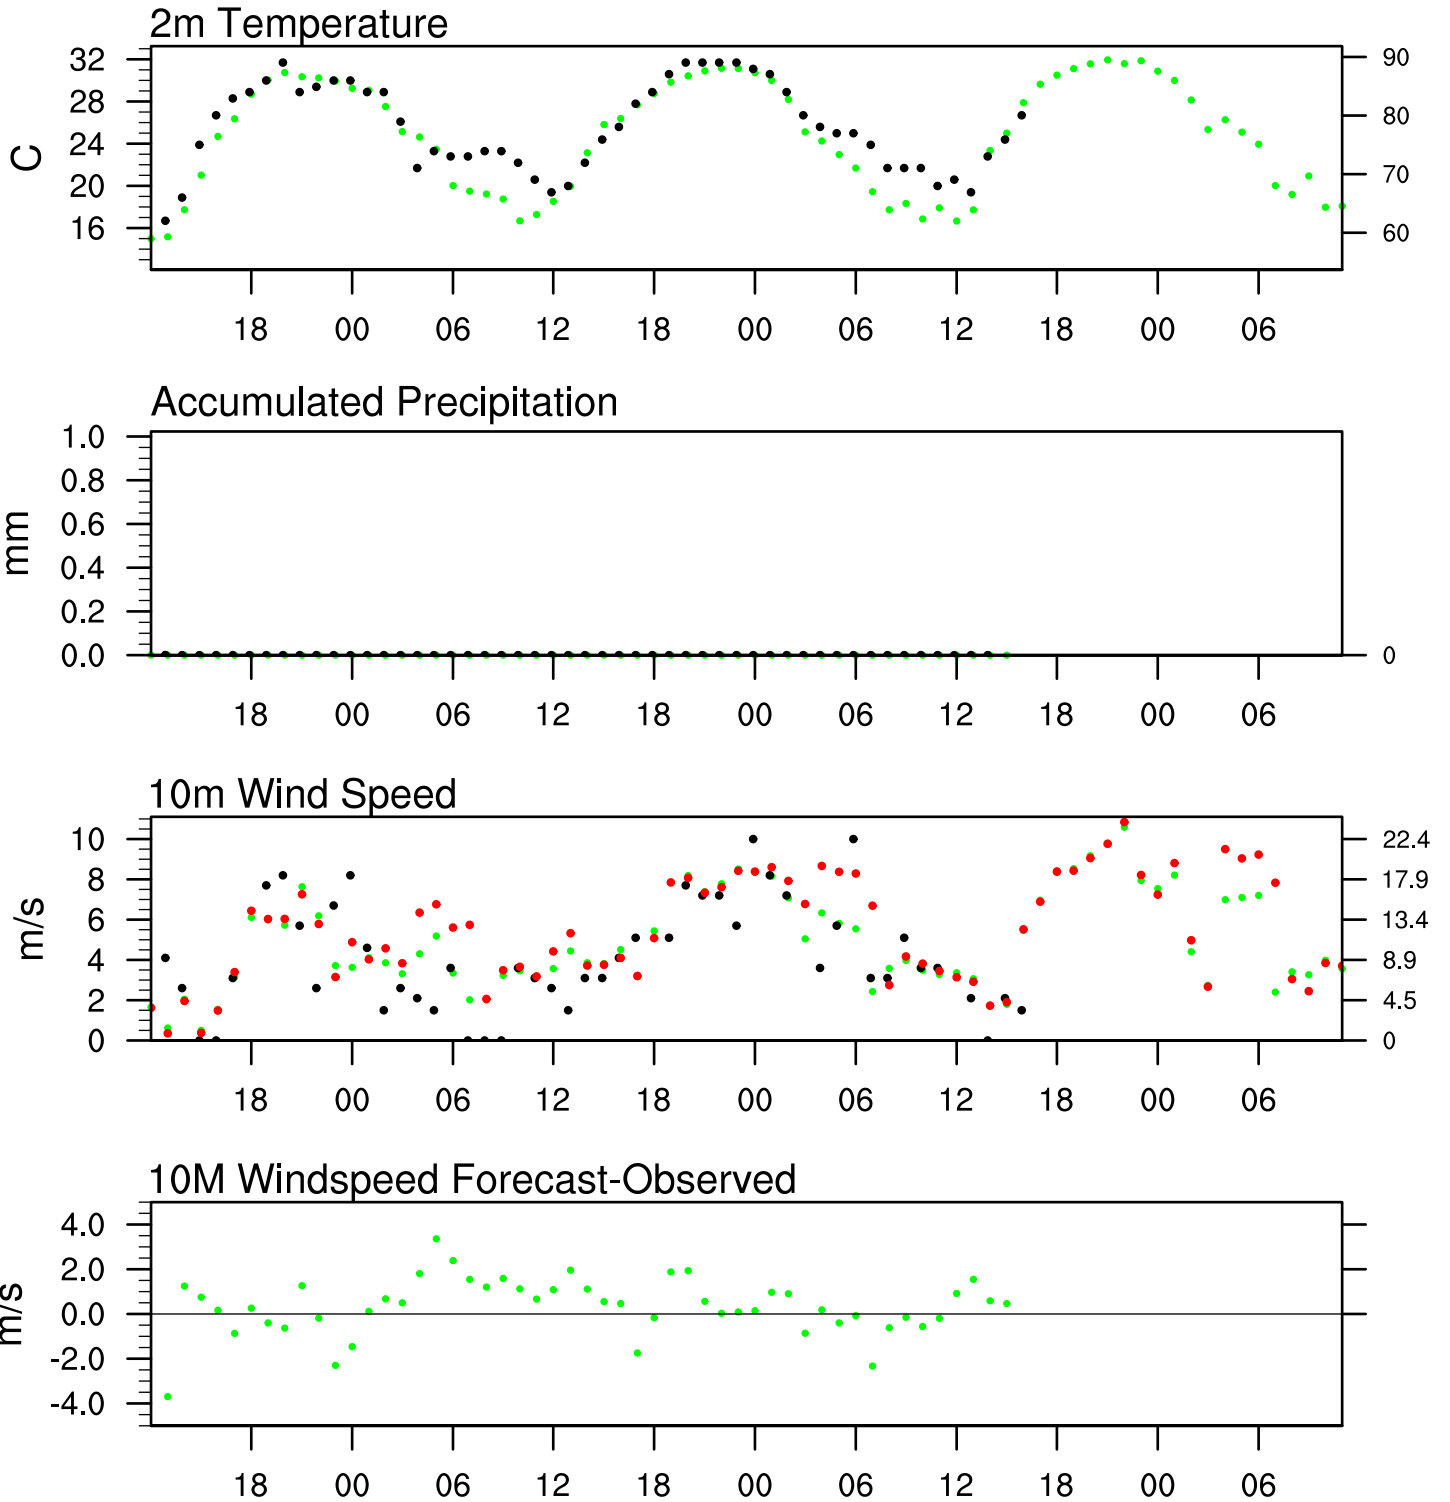 2m Temperature
32 90
28 80
24
C
20 70
16 60
18 00 06 12 18 00 06 12 18 00 06
Accumulated Precipitation
1.0
0.8
0.6
mm
0.4
0.2
0.0 0
18 00 06 12 18 00 06 12 18 00 06
10m Wind Speed
10 22.4
8 17.9
6 13.4
m/s
4 8.9
2 4.5
0 0
18 00 06 12 18 00 06 12 18 00 06
10M Windspeed Forecast-Observed
4.0
2.0
0.0
m/s
-2.0
-4.0
18 00 06 12 18 00 06 12 18 00 06